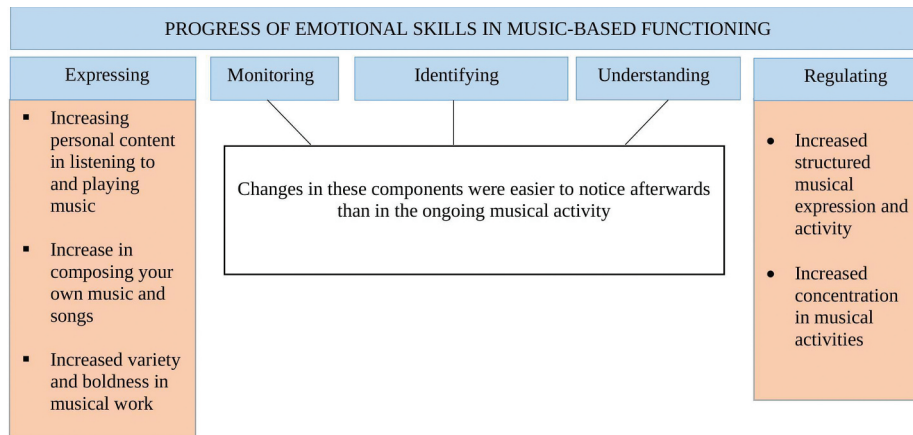 PROGRESS OF EMOTIONAL SKILLS IN MUSIC-BASED FUNCTIONING
Expressing
Monitoring
Identifying
Understanding
Regulating
▪ Increasing
personal content
in listening to
and playing
music
▪ Increase in
composing your
own music and
songs
▪ Increased variety
and boldness in
musical work
Changes in these components were easier to notice afterwards
than in the ongoing musical activity
● Increased
structured
musical
expression and
activity
● Increased
concentration
in musical
activities